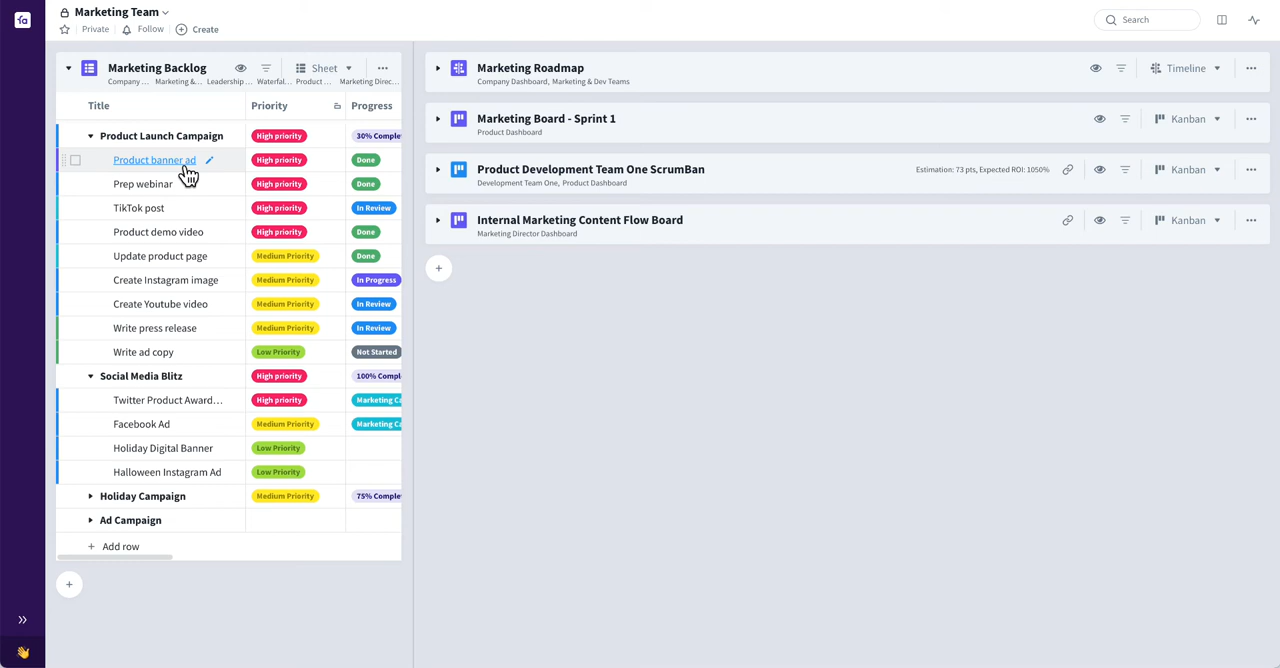 Marketing Team
Private Follow Create
Search
Marketing Backlog Sheet
Company ... Marketing &... Leadership ... Waterfal... Product ... Marketing Direc...
Title Priority Progress
Product Launch Campaign High priority 30% Comple
Product banner ad High priority Done
Prep webinar High priority Done
TikTok post High priority In Review
Product demo video High priority Done
Update product page Medium Priority Done
Create Instagram image Medium Priority In Progress
Create Youtube video Medium Priority In Review
Write press release Medium Priority In Review
Write ad copy Low Priority Not Started
Social Media Blitz High priority 100% Compl
Twitter Product Award... High priority Marketing Ca
Facebook Ad Medium Priority Marketing Ca
Holiday Digital Banner Low Priority
Halloween Instagram Ad Low Priority
Holiday Campaign Medium Priority 75% Comple
Ad Campaign
Add row
Marketing Roadmap Timeline
Company Dashboard, Marketing & Dev Teams
Marketing Board - Sprint 1 Kanban
Product Dashboard
Product Development Team One ScrumBan Estimation: 73 pts, Expected ROI: 1050% Kanban
Development Team One, Product Dashboard
Internal Marketing Content Flow Board Kanban
Marketing Director Dashboard